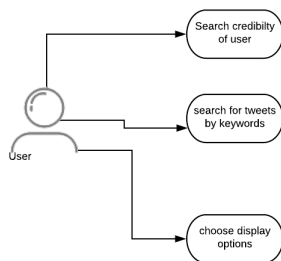 Search credibilty
of user
search for tweets
by keywords
User
choose display
options